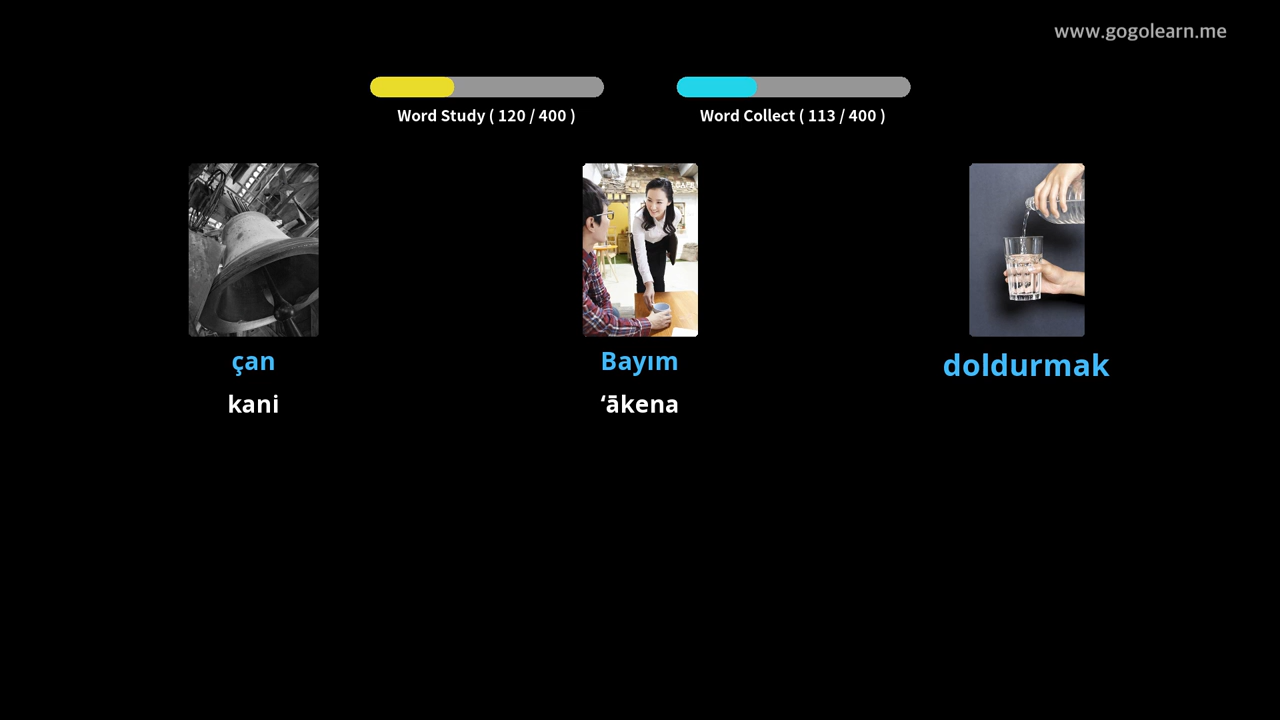 www.gogolearn.me
Word Study ( 120 / 400 )
Word Collect ( 113 / 400 )
çan
Bayım
doldurmak
kani
ʻākena